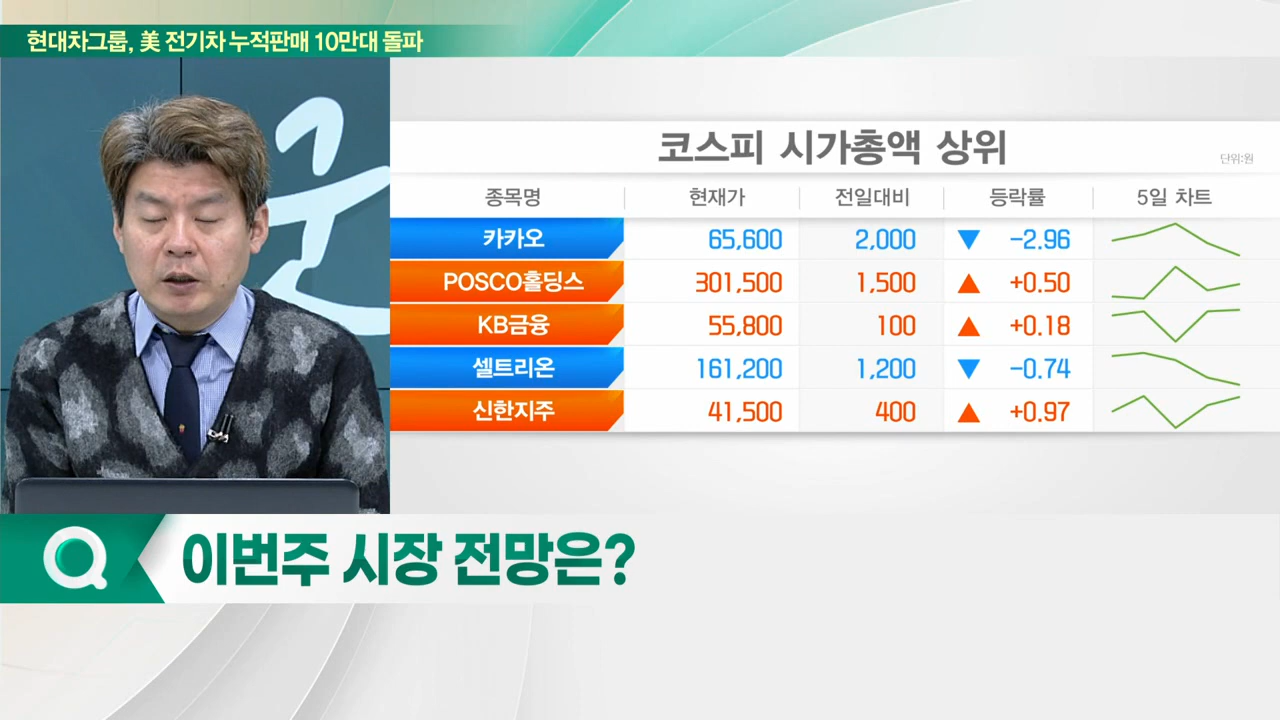 현대차그룹, 美 전기차 누적판매 10만대 돌파
코스피 시가총액 상위
단위:원
종목명 현재가 전일대비 등락률 5일 차트
카카오 65,600 2,000 ▼ -2.96
POSCO홀딩스 301,500 1,500 ▲ +0.50
KB금융 55,800 100 ▲ +0.18
셀트리온 161,200 1,200 ▼ -0.74
신한지주 41,500 400 ▲ +0.97
이번주 시장 전망은?